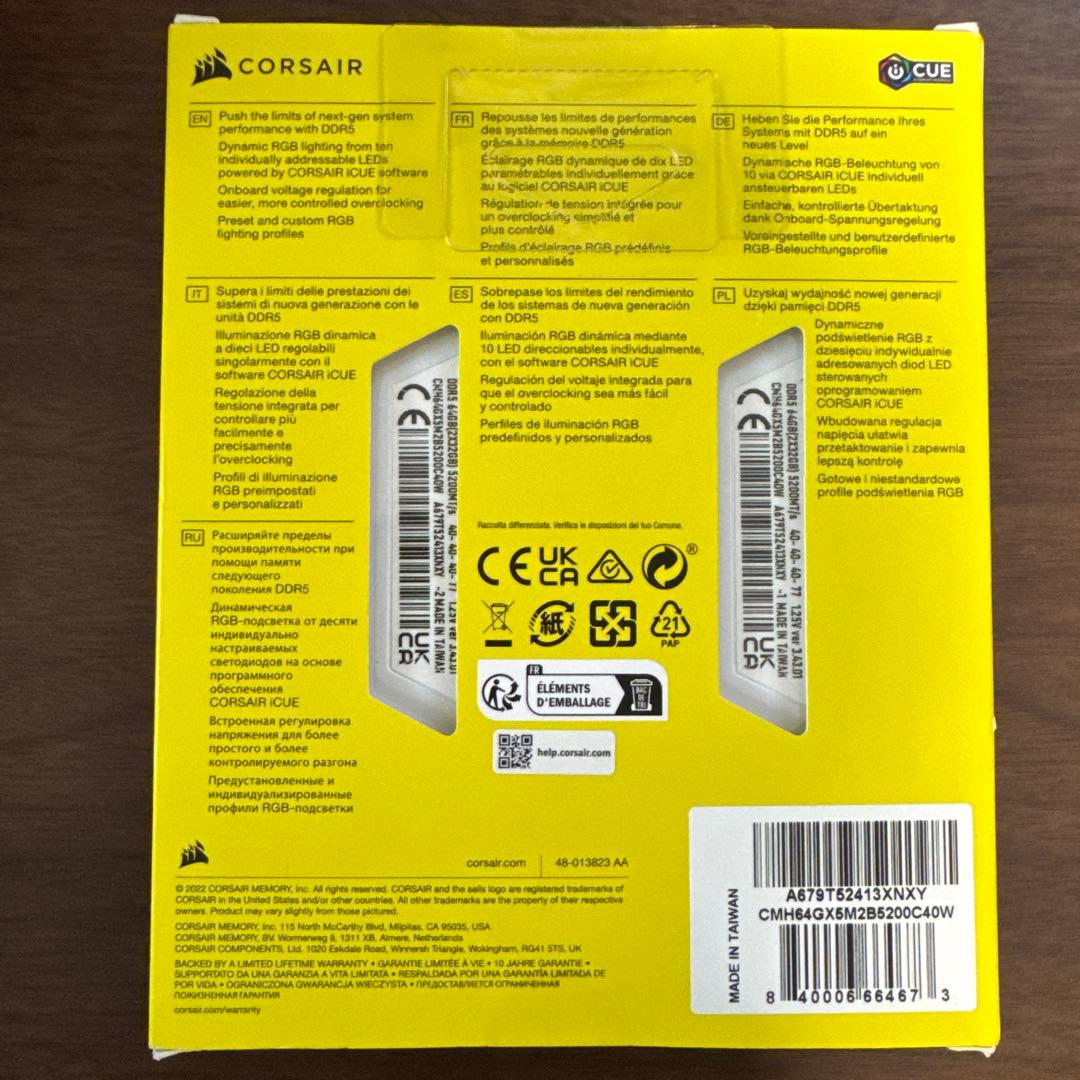 CORSAIR
iCUE
EN
Push the limits of next-gen system
performance with DDR5
Dynamic RGB lighting from ten
individually addressable LEDs
powered by CORSAIR iCUE software
Onboard voltage regulation for
easier, more controlled overclocking
Preset and custom RGB
lighting profiles
FR
Repousse les limites de performances
des systèmes nouvelle génération
grâce à la mémoire DDR5
Éclairage RGB dynamique de dix LED
paramétrables individuellement grâce
au logiciel CORSAIR iCUE
Régulation de tension intégrée pour
un overclocking simplifié et
plus contrôlé
Profils d'éclairage RGB prédéfinis
et personnalisés
DE
Heben Sie die Performance Ihres
Systems mit DDR5 auf ein
neues Level
Dynamische RGB-Beleuchtung von
10 via CORSAIR iCUE individuell
ansteuerbaren LEDs
Einfache, kontrollierte Übertaktung
dank Onboard-Spannungsregelung
Voreingestellte und benutzerdefinierte
RGB-Beleuchtungsprofile
IT
Supera i limiti delle prestazioni dei
sistemi di nuova generazione con le
unità DDR5
Illuminazione RGB dinamica
a dieci LED regolabili
singolarmente con il
software CORSAIR iCUE
Regolazione della
tensione integrata per
controllare più
facilmente e
precisamente
l'overclocking
Profili di illuminazione
RGB preimpostati
e personalizzati
ES
Sobrepase los límites del rendimiento
de los sistemas de nueva generación
con DDR5
Iluminación RGB dinámica mediante
10 LED direccionables individualmente,
con el software CORSAIR iCUE
Regulación del voltaje integrada para
que el overclocking sea más fácil
y controlado
Perfiles de iluminación RGB
predefinidos y personalizados
PL
Uzyskaj wydajność nowej generacji
dzięki pamięci DDR5
Dynamiczne
podświetlenie RGB z
dziesięciu indywidualnie
adresowanych diod LED
sterowanych
oprogramowaniem
CORSAIR iCUE
Wbudowana regulacja
napięcia ułatwia
przetaktowanie i zapewnia
lepszą kontrolę
Gotowe i niestandardowe
profile podświetlenia RGB
RU
Расширяйте пределы
производительности при
помощи памяти
следующего
поколения DDR5
Динамическая
RGB-подсветка от десяти
индивидуально
настраиваемых
светодиодов на основе
программного
обеспечения
CORSAIR iCUE
Встроенная регулировка
напряжения для более
простого и более
контролируемого разгона
Предустановленные и
индивидуализированные
профили RGB-подсветки
DDR5 64GB(2X32GB) 5200MT/s 40-40-40-77 1.25V ver 3.43.01
CMH64GX5M2B5200C40W A679T52413XNXY -2 MADE IN TAIWAN
CE
UK
CA
DDR5 64GB(2X32GB) 5200MT/s 40-40-40-77 1.25V ver 3.43.01
CMH64GX5M2B5200C40W A679T52413XNXY -1 MADE IN TAIWAN
CE
UK
CA
Raccolta differenziata. Verifica le disposizioni del tuo Comune.
CE UK
CA
®
紙
21
PAP
FR
ÉLÉMENTS
D'EMBALLAGE
BAC
DE
TRI
help.corsair.com
corsair.com | 48-013823 AA
© 2022 CORSAIR MEMORY, Inc. All rights reserved. CORSAIR and the sails logo are registered trademarks of
CORSAIR in the United States and/or other countries. All other trademarks are the property of their respective
owners. Product may vary slightly from those pictured.
CORSAIR MEMORY, Inc. 115 North McCarthy Blvd, Milpitas, CA 95035, USA
CORSAIR MEMORY, BV. Wormerweg 8, 1311 XB, Almere, Netherlands
CORSAIR COMPONENTS, Ltd. 1020 Eskdale Road, Winnersh Triangle, Wokingham, RG41 5TS, UK
BACKED BY A LIMITED LIFETIME WARRANTY • GARANTIE LIMITÉE À VIE • 10 JAHRE GARANTIE •
SUPPORTATO DA UNA GARANZIA A VITA LIMITATA • RESPALDADA POR UNA GARANTÍA LIMITADA DE
POR VIDA • OGRANICZONA GWARANCJA WIECZYSTA • ПРЕДОСТАВЛЯЕТСЯ ОГРАНИЧЕННАЯ
ПОЖИЗНЕННАЯ ГАРАНТИЯ
corsair.com/warranty
MADE IN TAIWAN
A679T52413XNXY
CMH64GX5M2B5200C40W
8 40006 66467 3